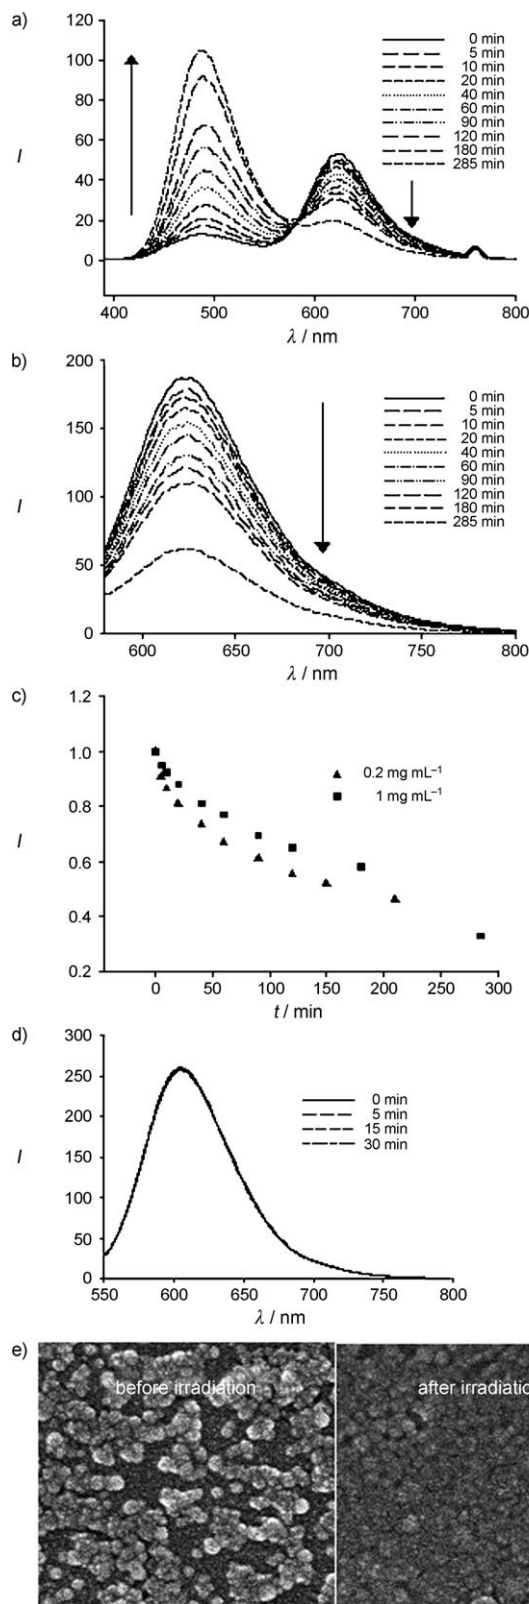 a)
120
100
80
60
40
20
0
I
400 500 600 700 800
λ / nm
0 min
5 min
10 min
20 min
40 min
60 min
90 min
120 min
180 min
285 min
b)
200
150
100
50
0
I
600 650 700 750 800
λ / nm
0 min
5 min
10 min
20 min
40 min
60 min
90 min
120 min
180 min
285 min
c)
1.2
1.0
0.8
0.6
0.4
0.2
I
0 50 100 150 200 250 300
t / min
0.2 mg mL⁻¹
1 mg mL⁻¹
d)
300
250
200
150
100
50
0
I
550 600 650 700 750 800
λ / nm
0 min
5 min
15 min
30 min
e)
before irradiation
after irradiatio